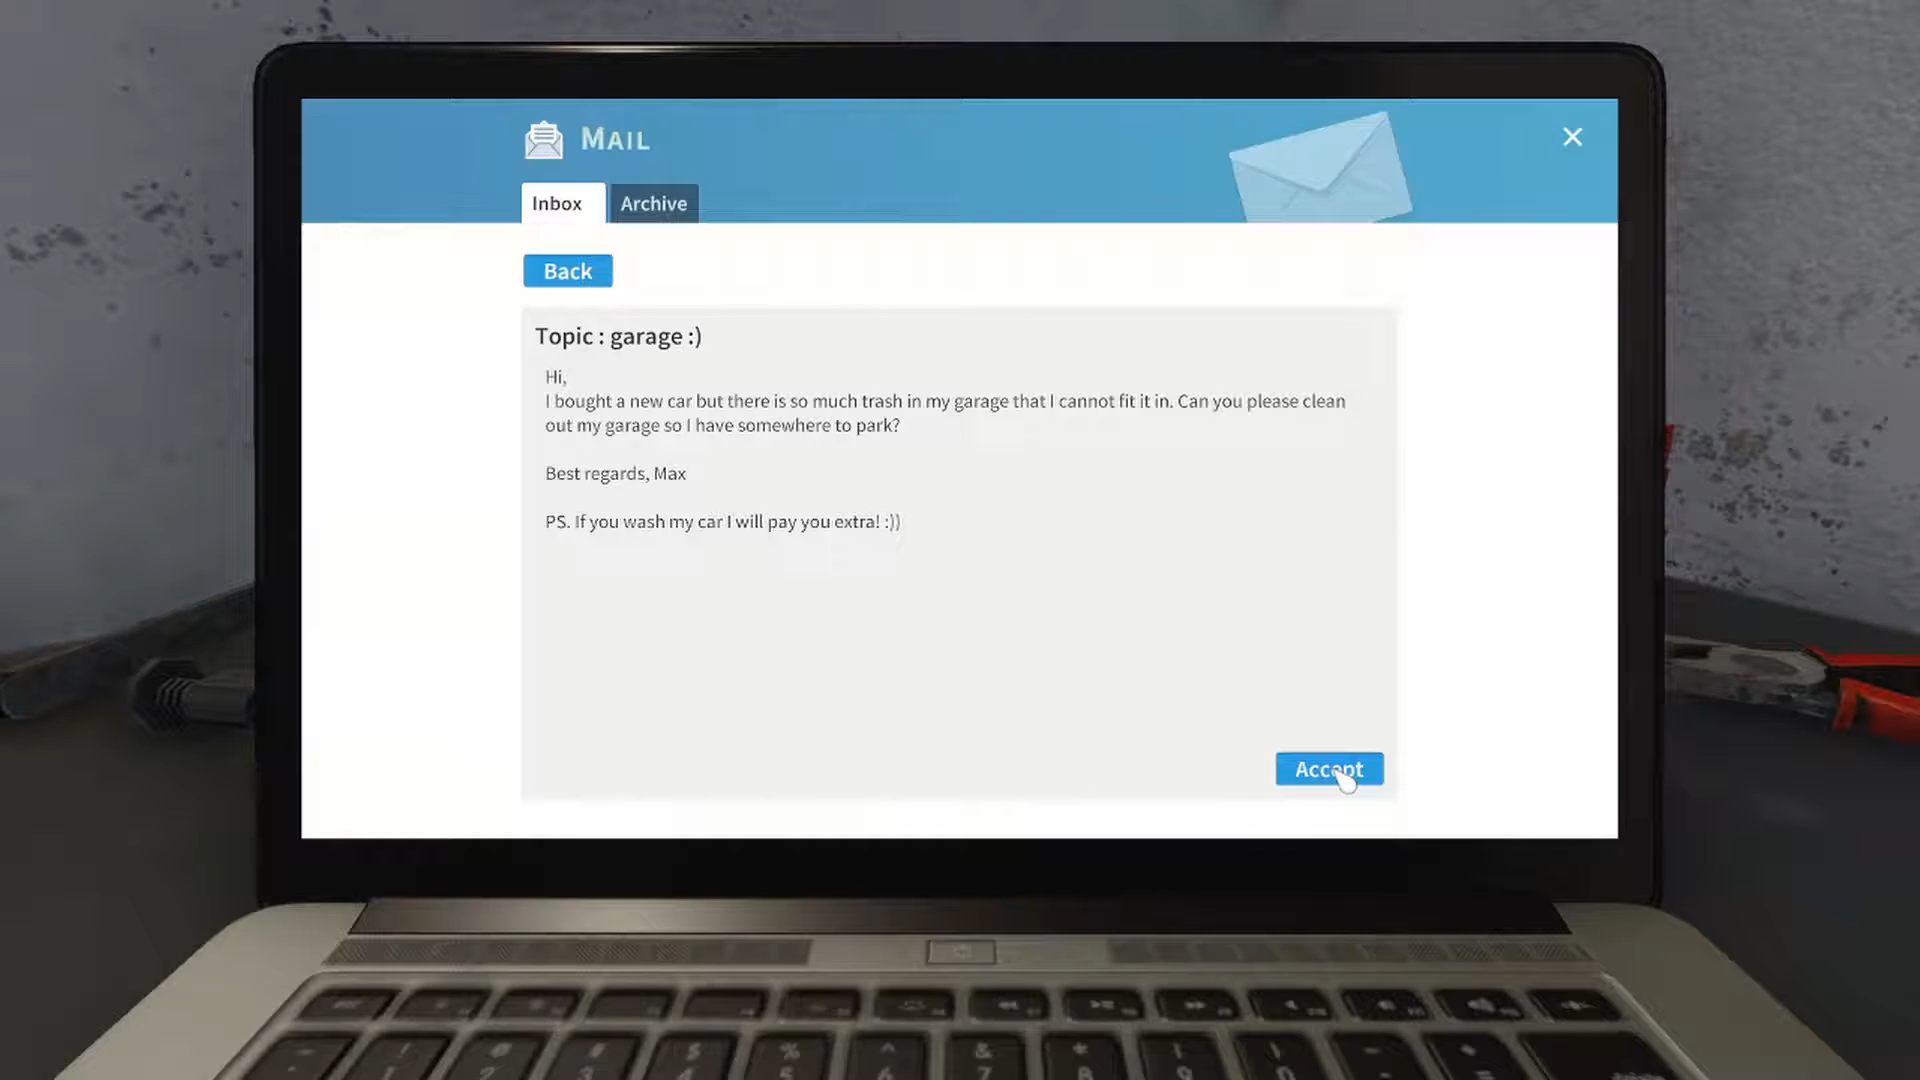 MAIL
Inbox
Archive
Back
Topic : garage :)
Hi,
I bought a new car but there is so much trash in my garage that I cannot fit it in. Can you please clean
out my garage so I have somewhere to park?
Best regards, Max
PS. If you wash my car I will pay you extra! :))
Accept